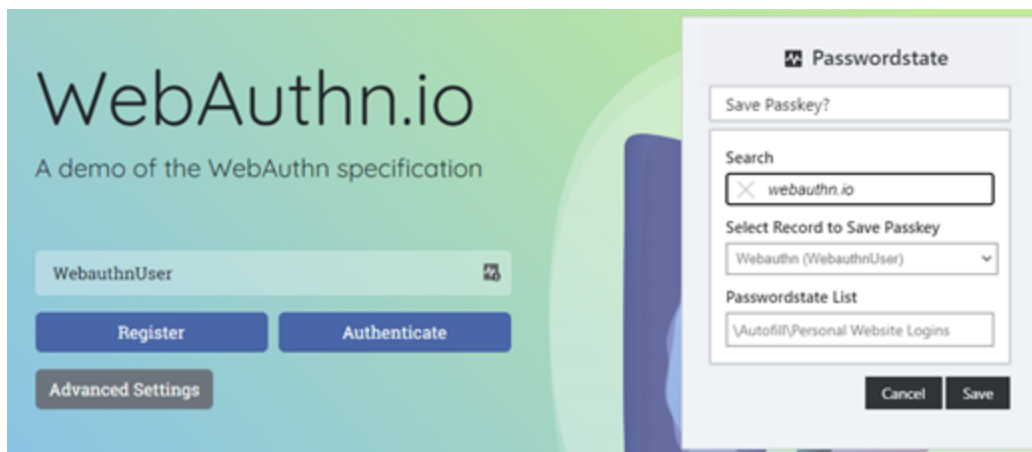 WebAuthn.io
A demo of the WebAuthn specification
WebauthnUser
Register
Authenticate
Advanced Settings
Passwordstate
Save Passkey?
Search
webauthn.io
Select Record to Save Passkey
Webauthn (WebauthnUser)
Passwordstate List
\Autofill\Personal Website Logins
Cancel
Save